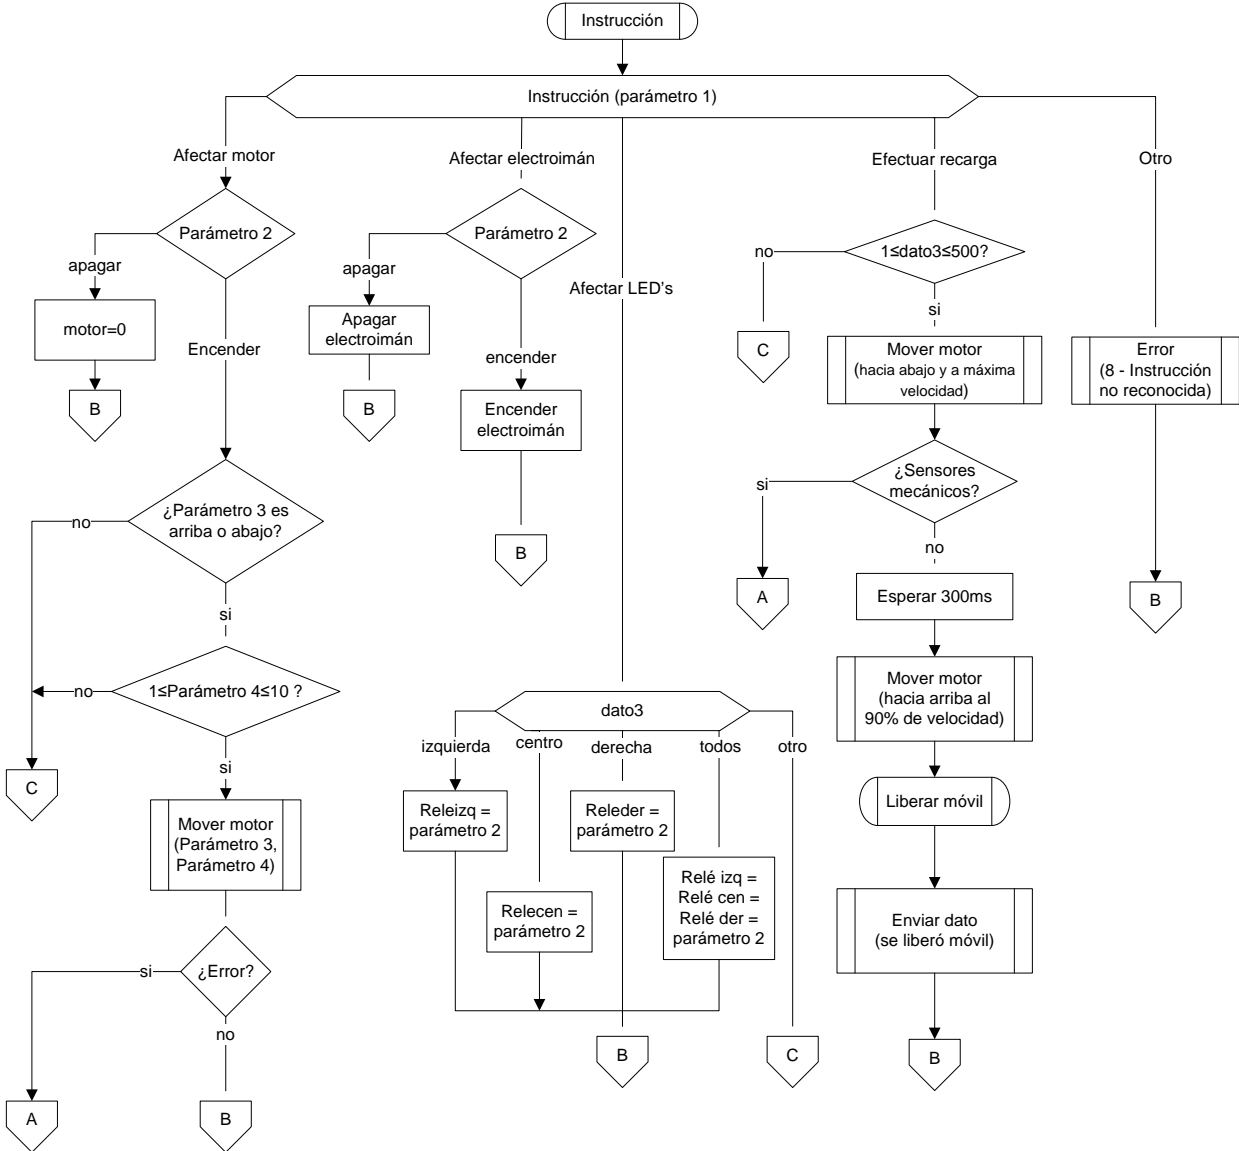 Instrucción
Instrucción (parámetro 1)
Afectar motor
Afectar electroimán
Efectuar recarga
Otro
Parámetro 2
apagar
motor=0
B
Encender
Parámetro 2
apagar
Apagar
electroimán
B
encender
Encender
electroimán
B
Afectar LED's
1≤dato3≤500?
no
C
si
Mover motor
(hacia abajo y a máxima
velocidad)
Error
(8 - Instrucción
no reconocida)
B
¿Sensores
mecánicos?
si
A
no
Esperar 300ms
Mover motor
(hacia arriba al
90% de velocidad)
Liberar móvil
Enviar dato
(se liberó móvil)
B
¿Parámetro 3 es
arriba o abajo?
no
si
1≤Parámetro 4≤10 ?
no
C
si
Mover motor
(Parámetro 3,
Parámetro 4)
¿Error?
si
A
no
B
dato3
izquierda
centro
derecha
todos
otro
Releizq =
parámetro 2
Relecen =
parámetro 2
Releder =
parámetro 2
Relé izq =
Relé cen =
Relé der =
parámetro 2
B
C